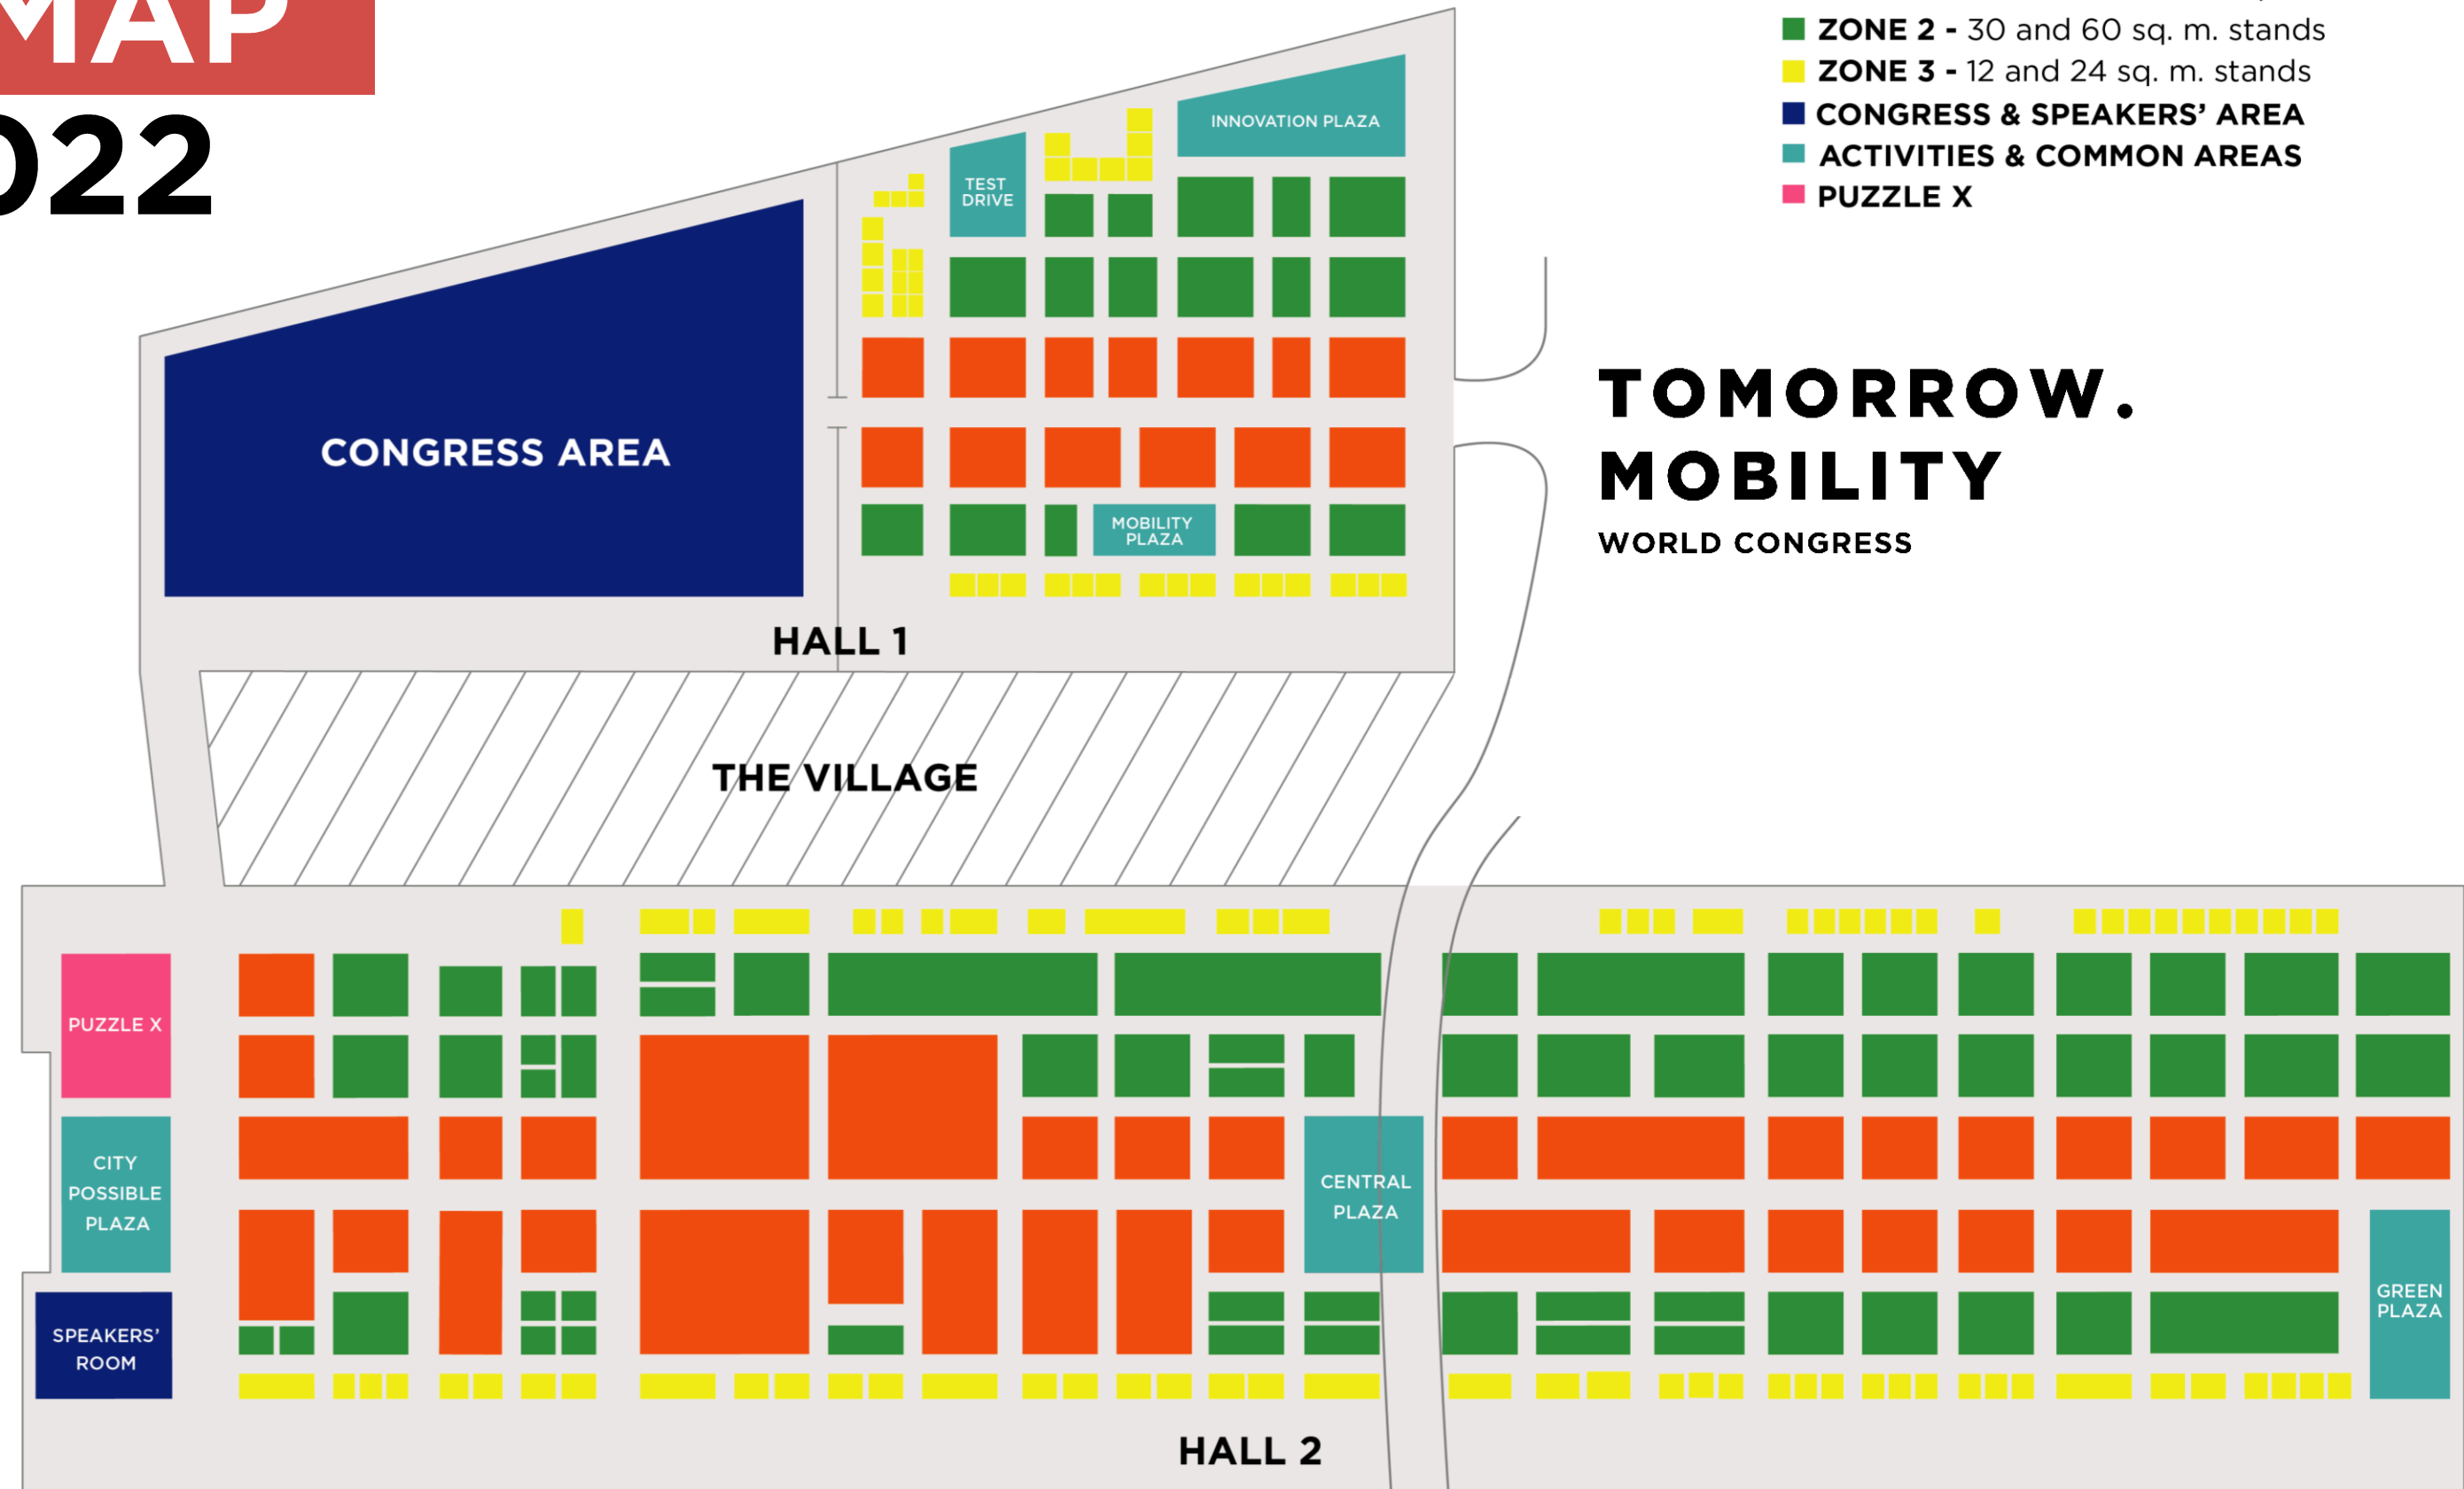 MAP
022
ZONE 2 - 30 and 60 sq. m. stands
ZONE 3 - 12 and 24 sq. m. stands
CONGRESS & SPEAKERS' AREA
ACTIVITIES & COMMON AREAS
PUZZLE X
INNOVATION PLAZA
TEST
DRIVE
CONGRESS AREA
MOBILITY
PLAZA
HALL 1
TOMORROW.
MOBILITY
WORLD CONGRESS
THE VILLAGE
PUZZLE X
CITY
POSSIBLE
PLAZA
SPEAKERS'
ROOM
CENTRAL
PLAZA
GREEN
PLAZA
HALL 2